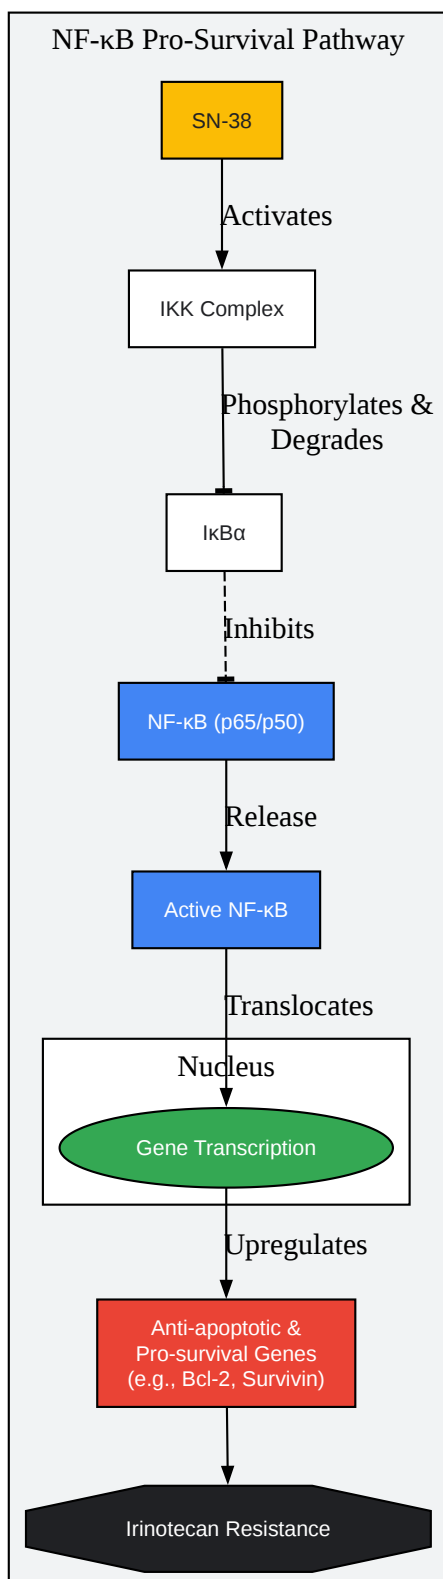 NF-κB Pro-Survival Pathway
SN-38
Activates
IKK Complex
Phosphorylates &
Degrades
IκBα
Inhibits
NF-κB (p65/p50)
Release
Active NF-κB
Translocates
Nucleus
Gene Transcription
Upregulates
Anti-apoptotic &
Pro-survival Genes
(e.g., Bcl-2, Survivin)
Irinotecan Resistance